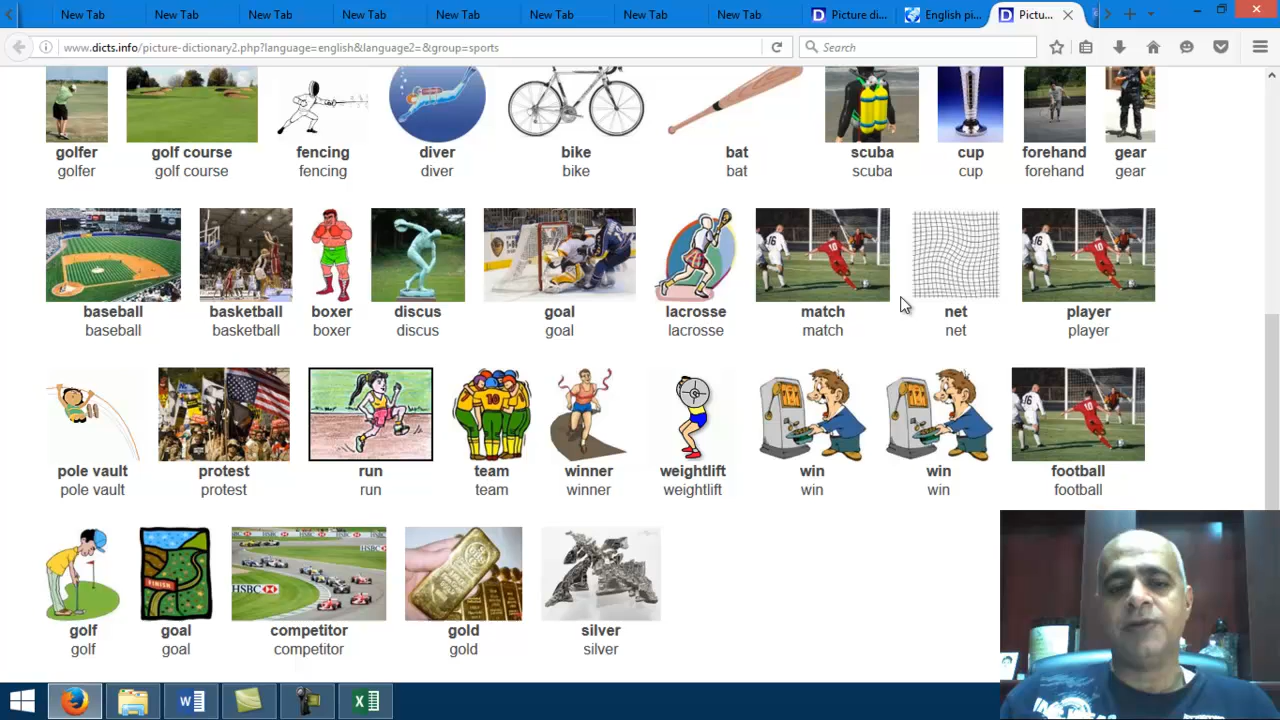 New Tab New Tab New Tab New Tab New Tab New Tab New Tab New Tab Picture di... English pi... Pictu...
www.dicts.info/picture-dictionary2.php?language=english&language2=&group=sports Search
golfer golf course fencing diver bike bat scuba cup forehand gear
golfer golf course fencing diver bike bat scuba cup forehand gear
baseball basketball boxer discus goal lacrosse match net player
baseball basketball boxer discus goal lacrosse match net player
pole vault protest run team winner weightlift win win football
pole vault protest run team winner weightlift win win football
HSBC
HSBC
FINISH
golf goal competitor gold silver
golf goal competitor gold silver